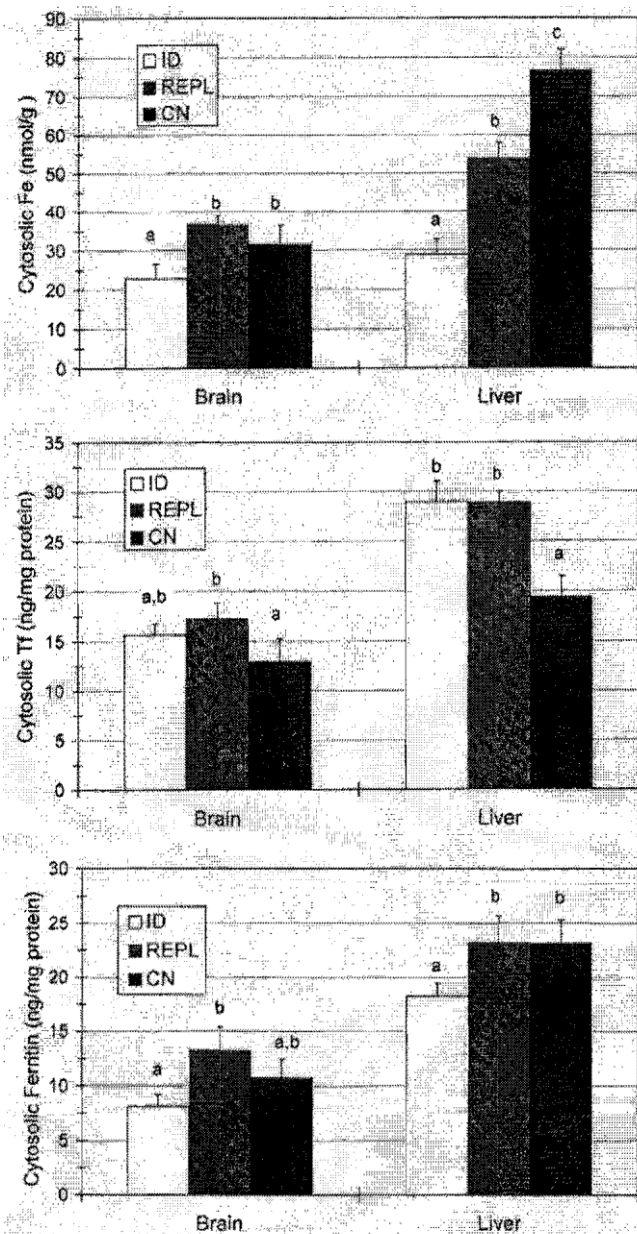 Cytosolic Fe (nmol/g )
90
80
70
60
50
40
30
20
10
0
ID
REPL
CN
a
b
b
a
b
c
Brain
Liver
Cytosolic Tf (ng/mg protein)
35
30
25
20
15
10
5
0
ID
REPL
CN
a,b
b
a
b
b
a
Brain
Liver
Cytosolic Ferritin (ng/mg protein)
30
25
20
15
10
5
0
ID
REPL
CN
a
b
a,b
a
b
b
Brain
Liver